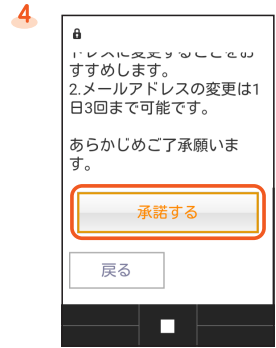 4
ドレスに変更することをお
すすめします。
2.メールアドレスの変更は1
日3回まで可能です。
あらかじめご了承願いま
す。
承諾する
戻る